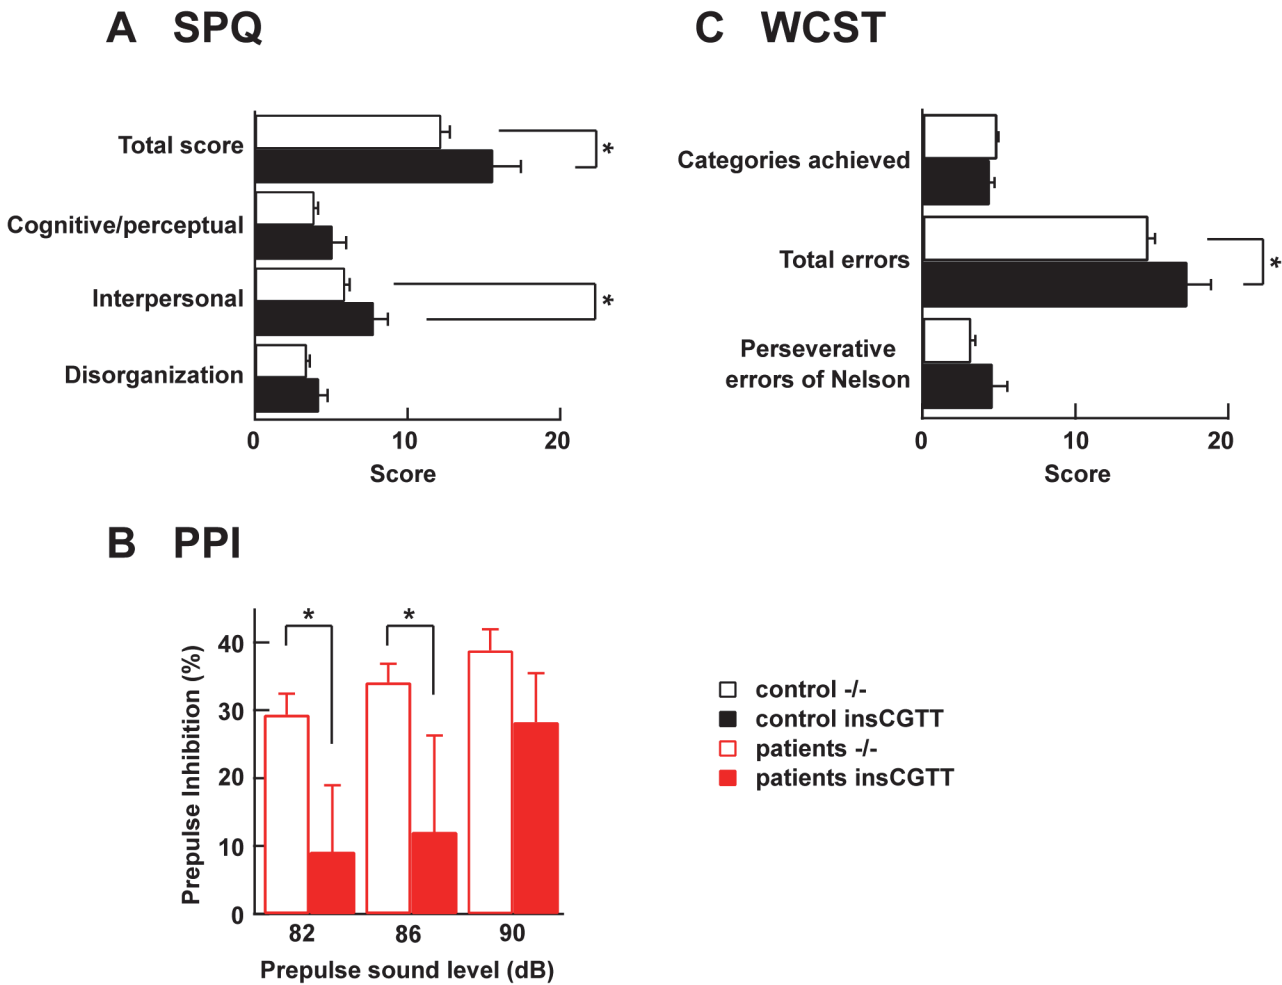 A SPQ
Total score
*
Cognitive/perceptual
Interpersonal
*
Disorganization
0 10 20
Score
C WCST
Categories achieved
Total errors
*
Perseverative
errors of Nelson
0 10 20
Score
B PPI
Prepulse Inhibition (%)
40
30
20
10
0
* *
82 86 90
Prepulse sound level (dB)
control -/-
control insCGTT
patients -/-
patients insCGTT